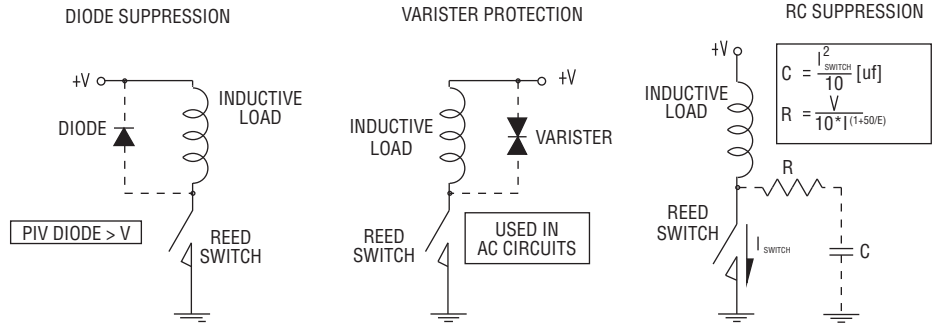 DIODE SUPPRESSION
+V
DIODE
INDUCTIVE
LOAD
PIV DIODE > V
REED
SWITCH
VARISTER PROTECTION
+V
INDUCTIVE
LOAD
VARISTER
REED
SWITCH
USED IN
AC CIRCUITS
RC SUPPRESSION
+V
C = I²SWITCH / 10 [uf]
R = V / 10*I(1+50/E)
INDUCTIVE
LOAD
R
REED
SWITCH
I SWITCH
C